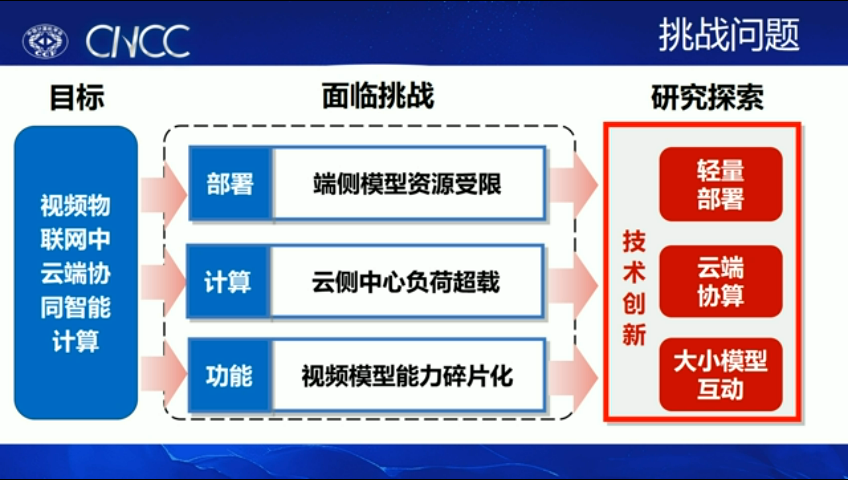 CNCC
挑战问题
目标
面临挑战
研究探索
视频物
联网中
云端协
同智能
计算
部署
端侧模型资源受限
计算
云侧中心负荷超载
功能
视频模型能力碎片化
技术创新
轻量
部署
云端
协算
大小模型
互动